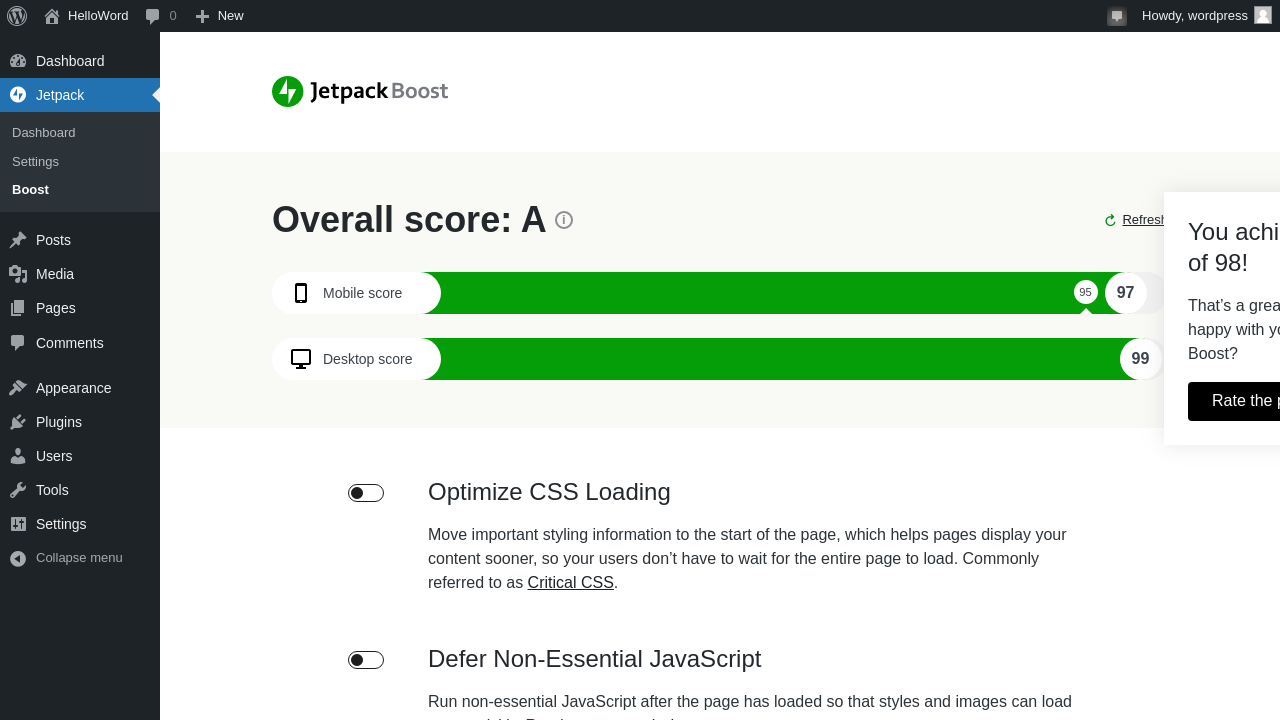 HelloWord
0
New
Howdy, wordpress
Dashboard
Jetpack
Dashboard
Settings
Boost
Posts
Media
Pages
Comments
Appearance
Plugins
Users
Tools
Settings
Collapse menu
Jetpack Boost
Overall score: A
Refresh
Mobile score
95
97
Desktop score
99
You achi
of 98!
That’s a grea
happy with yo
Boost?
Rate the p
Optimize CSS Loading
Move important styling information to the start of the page, which helps pages display your
content sooner, so your users don’t have to wait for the entire page to load. Commonly
referred to as Critical CSS.
Defer Non-Essential JavaScript
Run non-essential JavaScript after the page has loaded so that styles and images can load